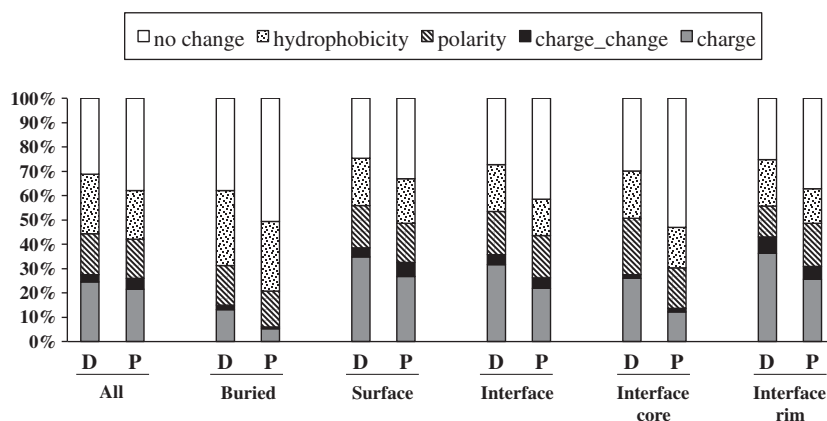 no change hydrophobicity polarity charge_change charge
100%
90%
80%
70%
60%
50%
40%
30%
20%
10%
0%
D P D P D P D P D P D P
All Buried Surface Interface Interface Interface
core rim